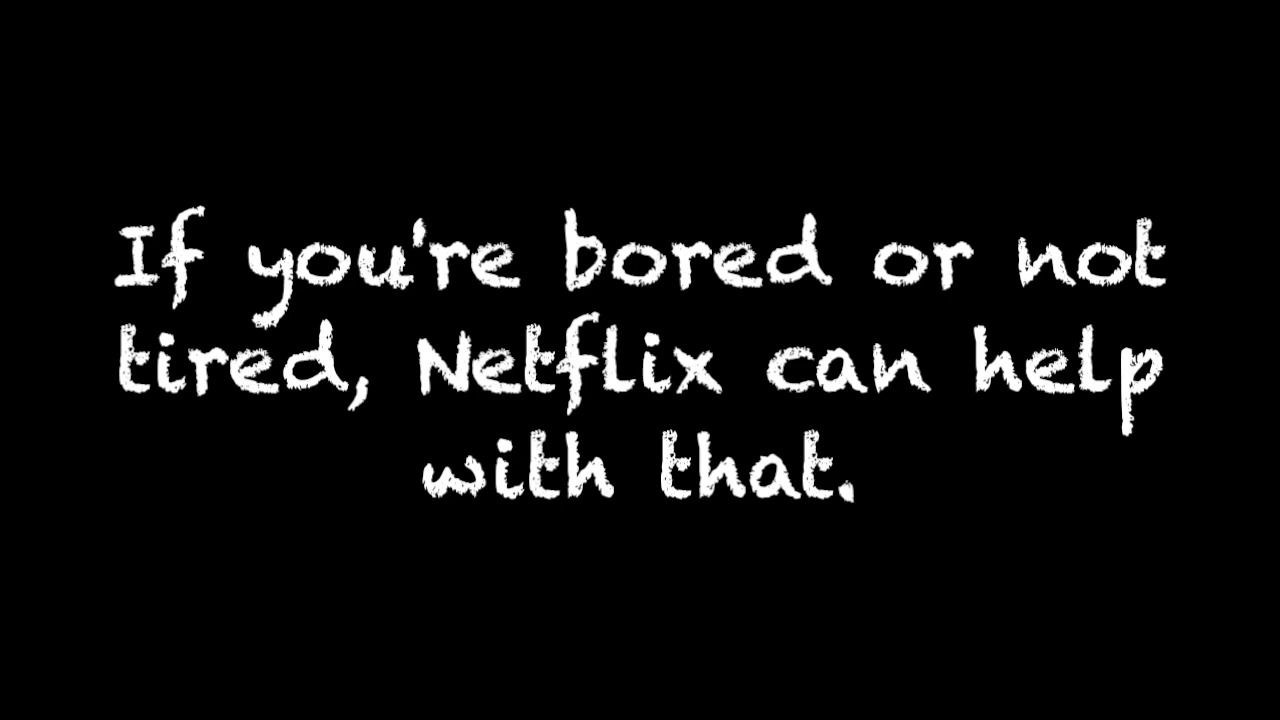 If you're bored or not
tired, Netflix can help
with that.